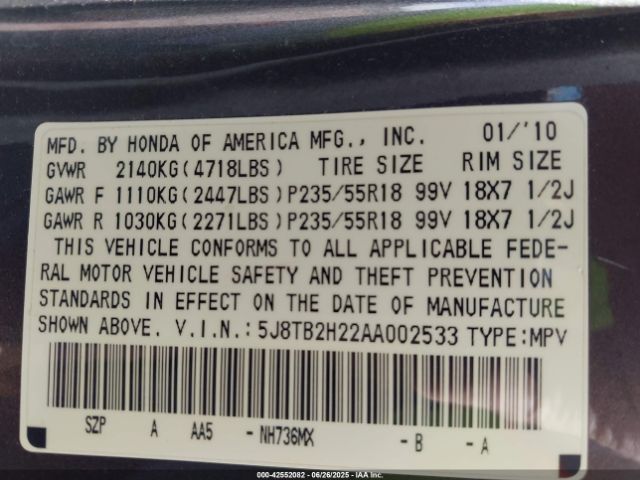 MFD. BY HONDA OF AMERICA MFG., INC. 01/'10
GVWR 2140KG(4718LBS) TIRE SIZE RIM SIZE
GAWR F 1110KG(2447LBS) P235/55R18 99V 18X7 1/2J
GAWR R 1030KG(2271LBS) P235/55R18 99V 18X7 1/2J
THIS VEHICLE CONFORMS TO ALL APPLICABLE FEDE-
RAL MOTOR VEHICLE SAFETY AND THEFT PREVENTION
STANDARDS IN EFFECT ON THE DATE OF MANUFACTURE
SHOWN ABOVE. V.I.N.: 5J8TB2H22AA002533 TYPE:MPV
SZP A AA5 - NH736MX - B - A
000-42552082 - 06/26/2025 - IAAI.COM